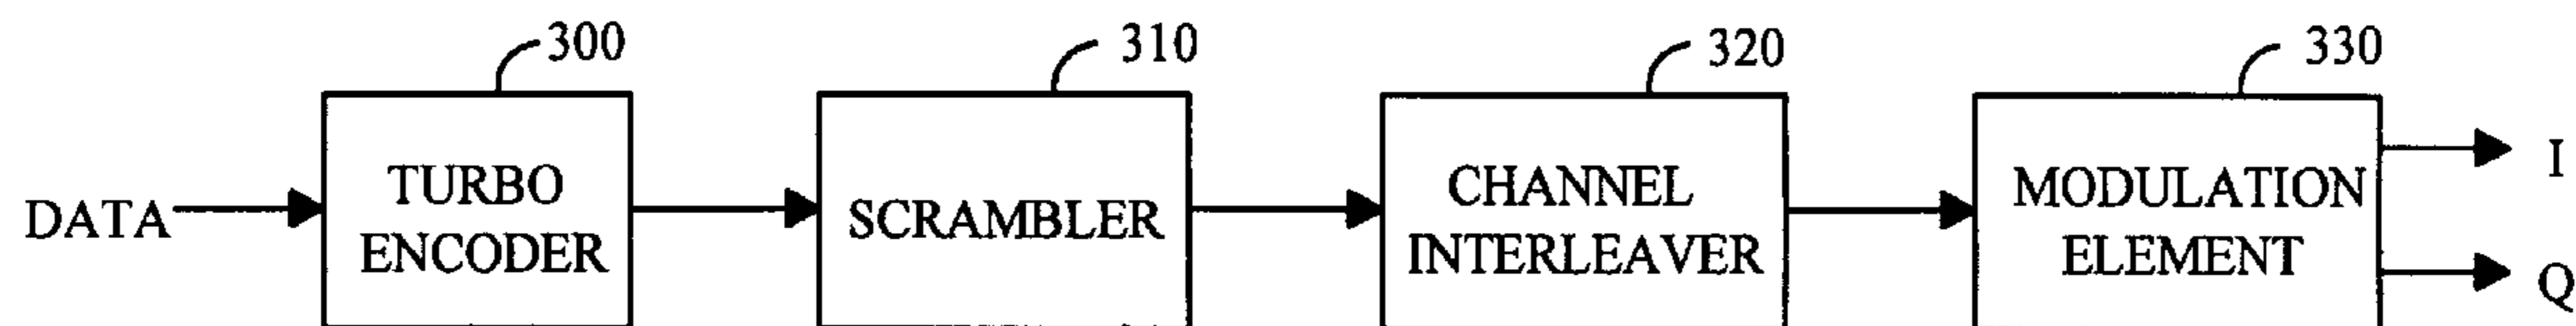 300
310
320
330
DATA
TURBO
ENCODER
SCRAMBLER
CHANNEL
INTERLEAVER
MODULATION
ELEMENT
I
Q